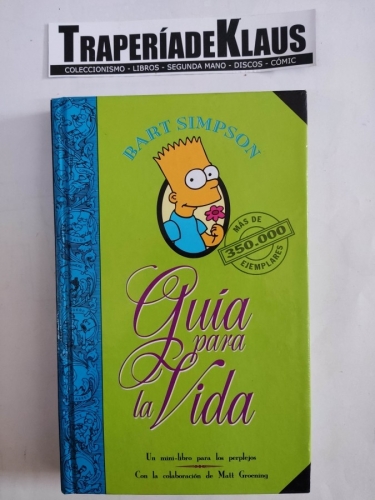 TRAPERÍADEKLAUS
COLECCIONISMO - LIBROS - SEGUNDA MANO - DISCOS - CÓMIC
BART SIMPSON
MÁS DE
350.000
EJEMPLARES
Guía
para
la Vida
Un mini-libro para los perplejos
Con la colaboración de Matt Groening